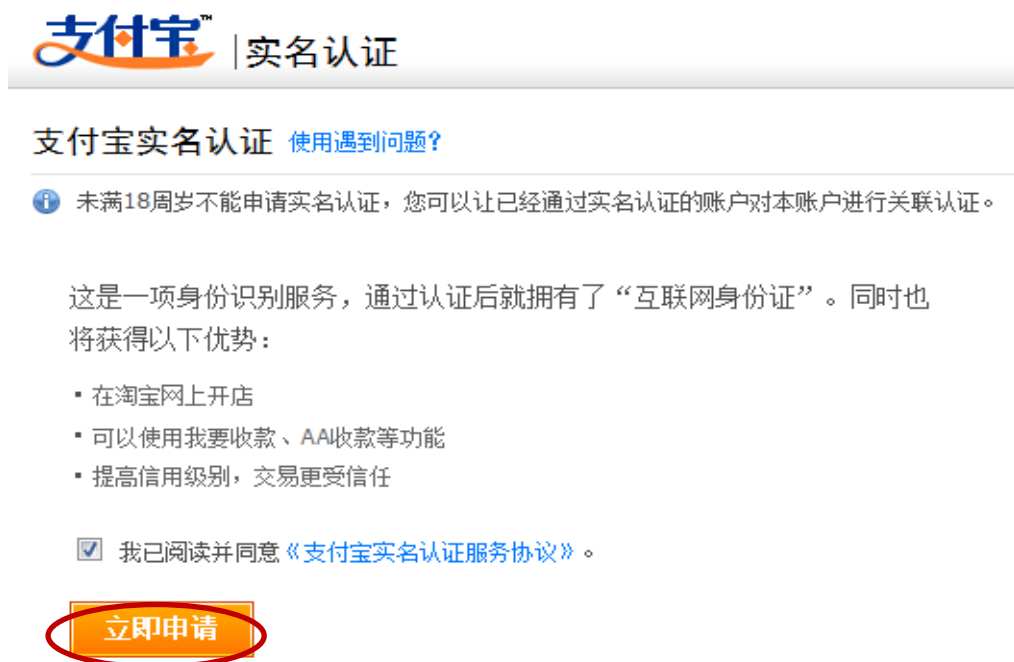 支付宝™ |实名认证
支付宝实名认证 使用遇到问题?
未满18周岁不能申请实名认证，您可以让已经通过实名认证的账户对本账户进行关联认证。
这是一项身份识别服务，通过认证后就拥有了“互联网身份证”。同时也
将获得以下优势：
▪ 在淘宝网上开店
▪ 可以使用我要收款、AA收款等功能
▪ 提高信用级别，交易更受信任
我已阅读并同意《支付宝实名认证服务协议》。
立即申请